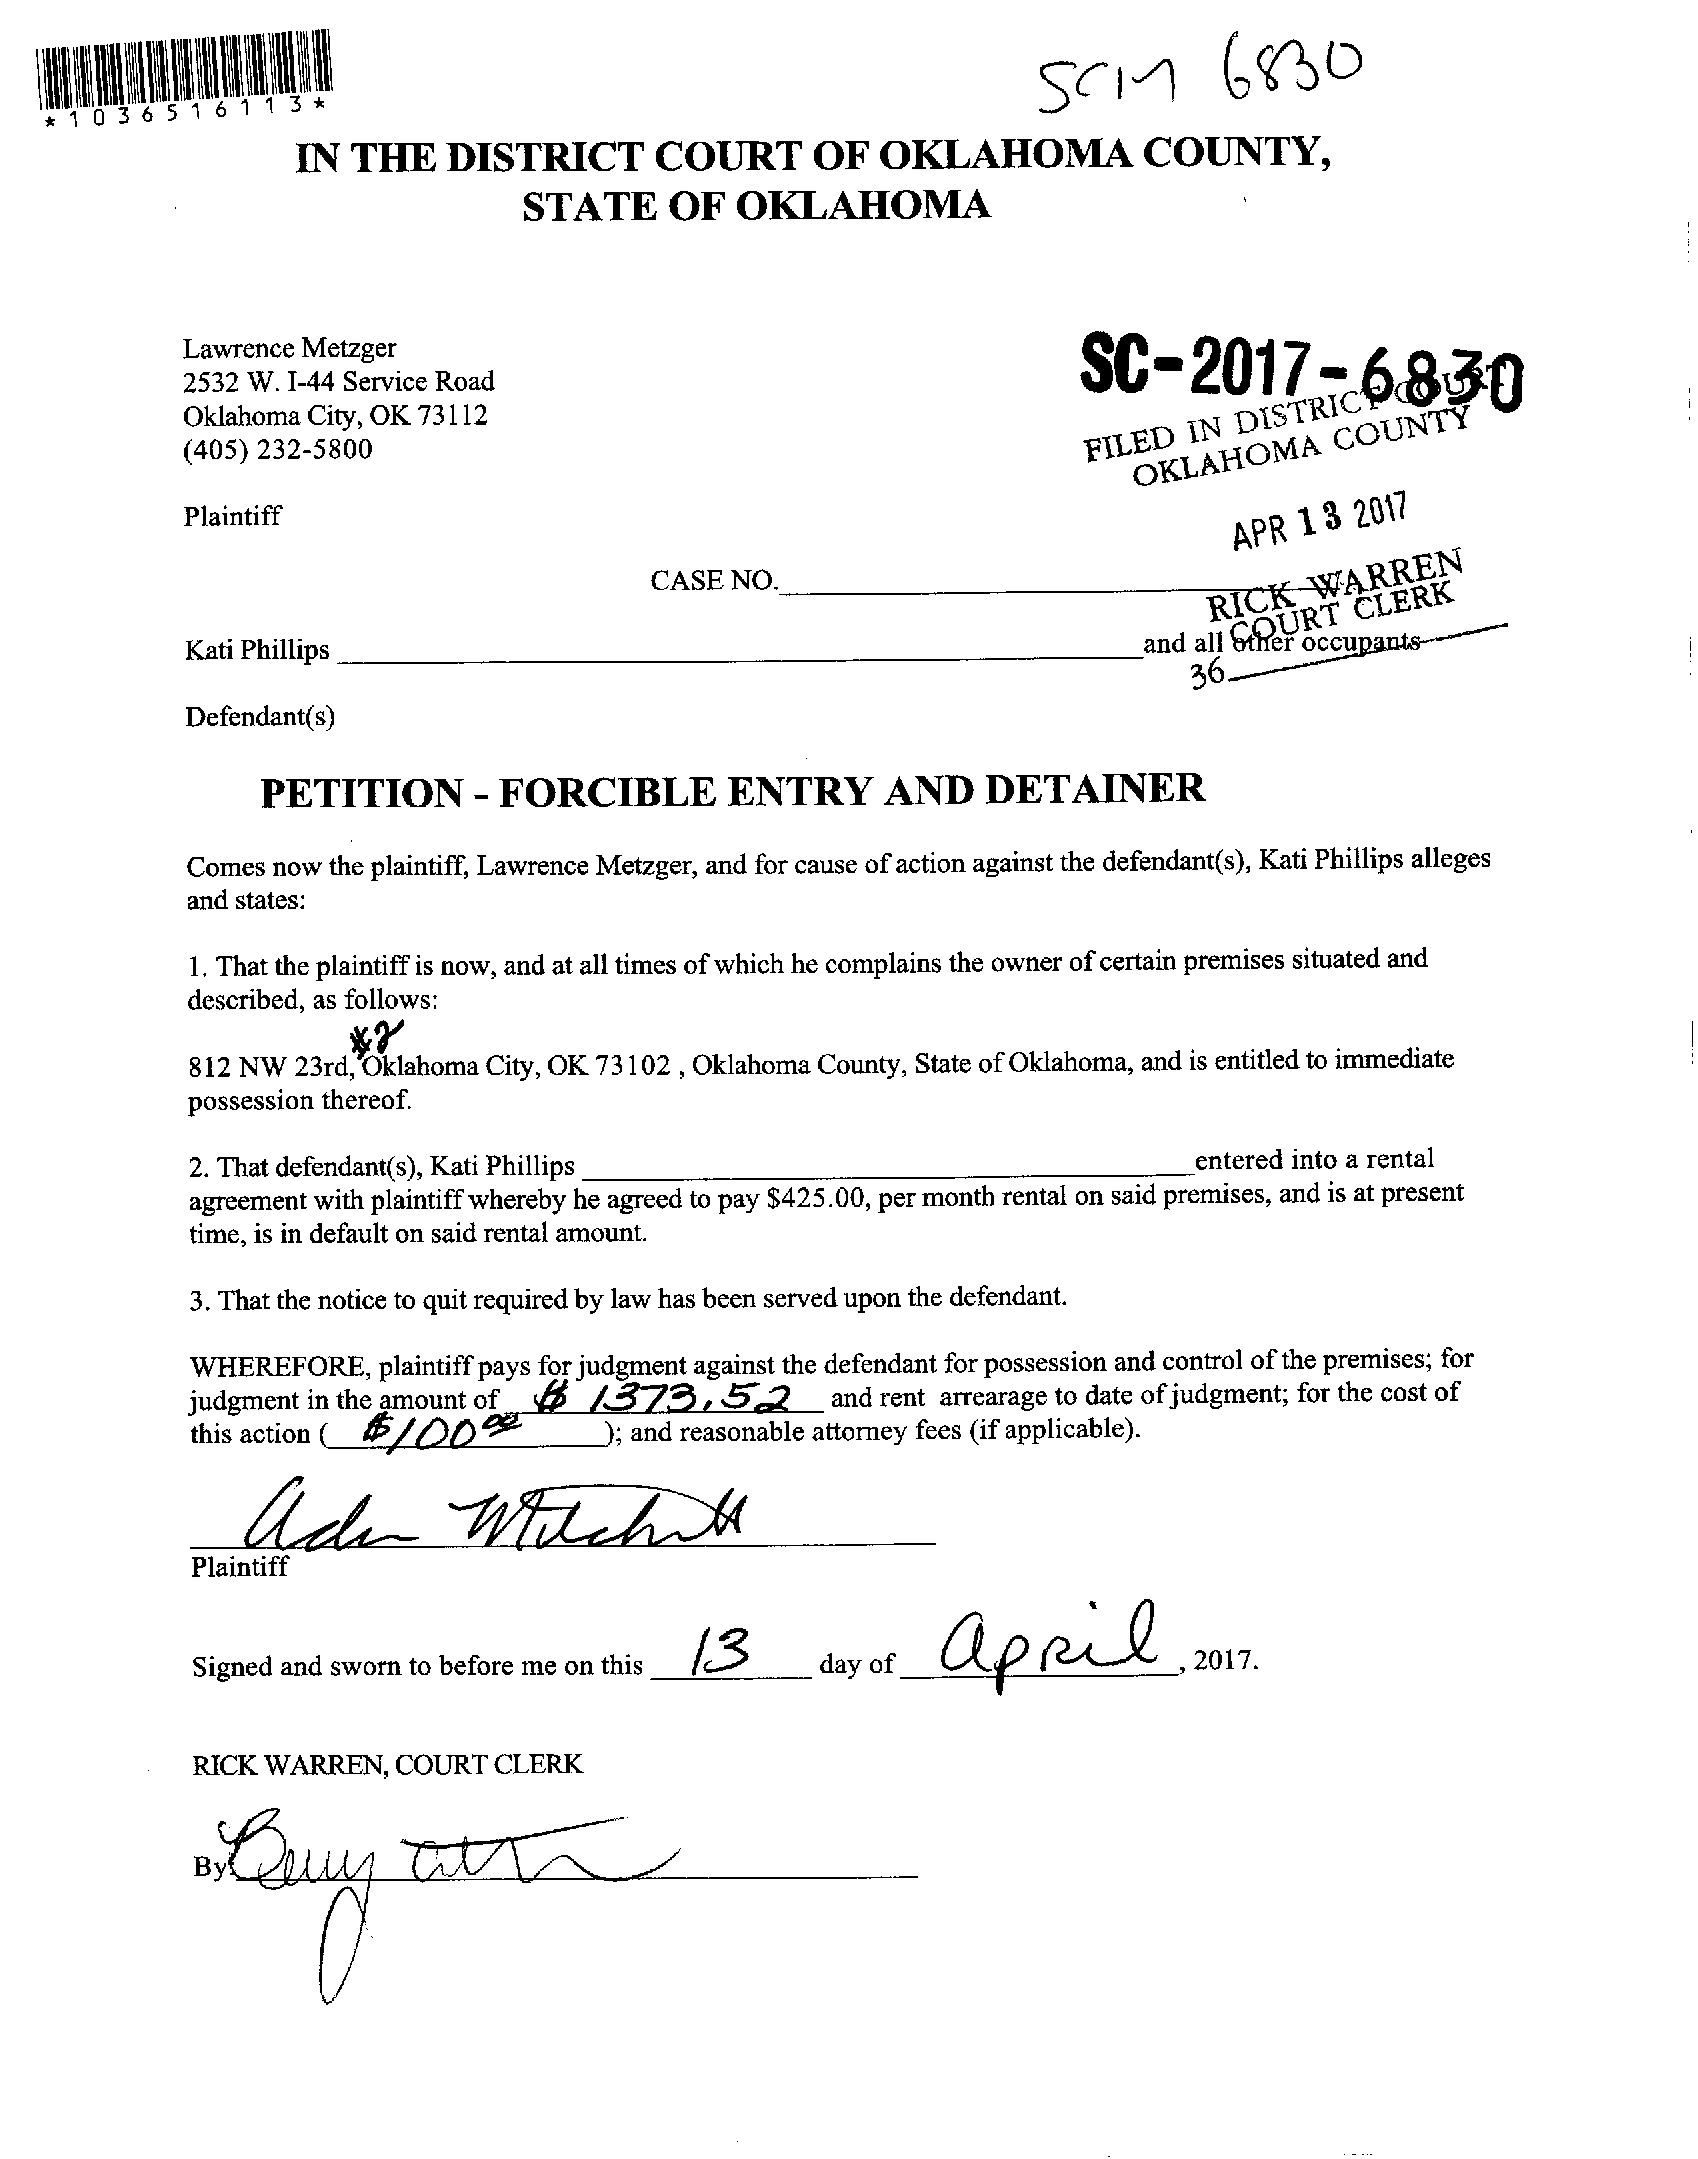 SCM 6830
*1036516113*
IN THE DISTRICT COURT OF OKLAHOMA COUNTY,
STATE OF OKLAHOMA
Lawrence Metzger
2532 W. I-44 Service Road
Oklahoma City, OK 73112
(405) 232-5800
SC-2017-6830
FILED IN DISTRICT COURT
OKLAHOMA COUNTY
Plaintiff
APR 13 2017
CASE NO.
RICK WARREN
COURT CLERK
Kati Phillips and all other occupants
36
Defendant(s)
PETITION - FORCIBLE ENTRY AND DETAINER
Comes now the plaintiff, Lawrence Metzger, and for cause of action against the defendant(s), Kati Phillips alleges
and states:
1. That the plaintiff is now, and at all times of which he complains the owner of certain premises situated and
described, as follows:
#2
812 NW 23rd, Oklahoma City, OK 73102 , Oklahoma County, State of Oklahoma, and is entitled to immediate
possession thereof.
2. That defendant(s), Kati Phillips entered into a rental
agreement with plaintiff whereby he agreed to pay $425.00, per month rental on said premises, and is at present
time, is in default on said rental amount.
3. That the notice to quit required by law has been served upon the defendant.
WHEREFORE, plaintiff pays for judgment against the defendant for possession and control of the premises; for
judgment in the amount of $ 1373.52 and rent arrearage to date of judgment; for the cost of
this action ( $100.00 ); and reasonable attorney fees (if applicable).
Plaintiff
Signed and sworn to before me on this 13 day of April, 2017.
RICK WARREN, COURT CLERK
By